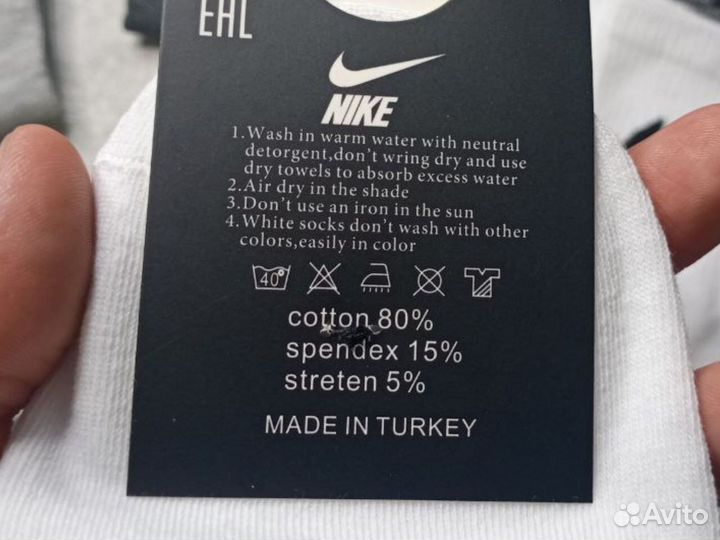 EAC
NIKE
1.Wash in warm water with neutral
detorgent,don't wring dry and use
dry towels to absorb excess water
2.Air dry in the shade
3.Don't use an iron in the sun
4.White socks don't wash with other
colors,easily in color
40°
cotton 80%
spendex 15%
streten 5%
MADE IN TURKEY
Avito